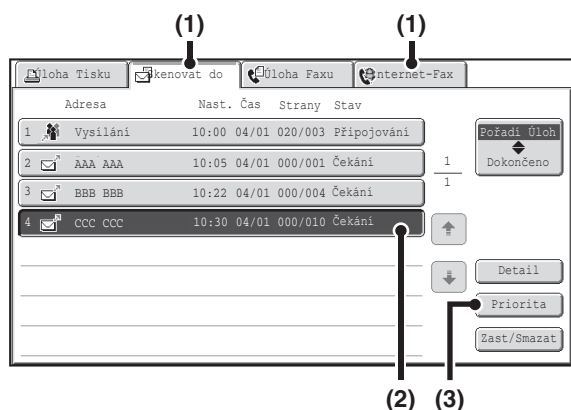 (1) (1)
Úloha Tisku kenovat do Úloha Faxu nternet-Fax
Adresa Nast. Čas Strany Stav
1 Vysílání 10:00 04/01 020/003 Připojování
2 AAA AAA 10:05 04/01 000/001 Čekání
3 BBB BBB 10:22 04/01 000/004 Čekání
4 CCC CCC 10:30 04/01 000/010 Čekání
1
1
Pořadí Úloh
Dokončeno
Detail
Priorita
Zast/Smazat
(2) (3)